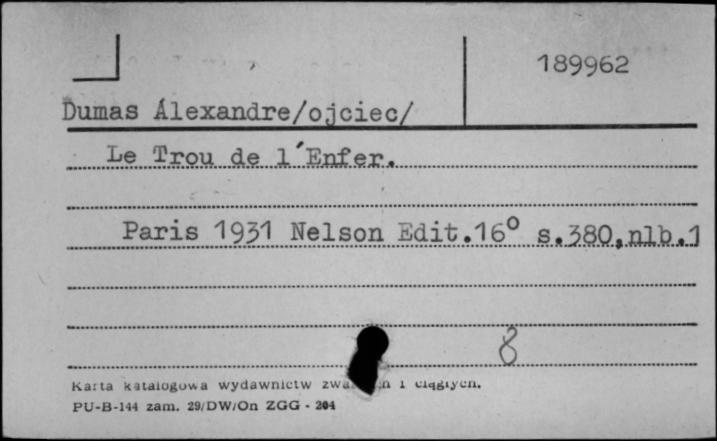 189962
Dumas Alexandre/ojciec/
Le Trou de l'Enfer.
Paris 1931 Nelson Edit.16° s.380,nlb.1
8
Karta katalogowa wydawnictw i ciągłych.
PU-B-144 zam. 29/DW/On ZGG - 204